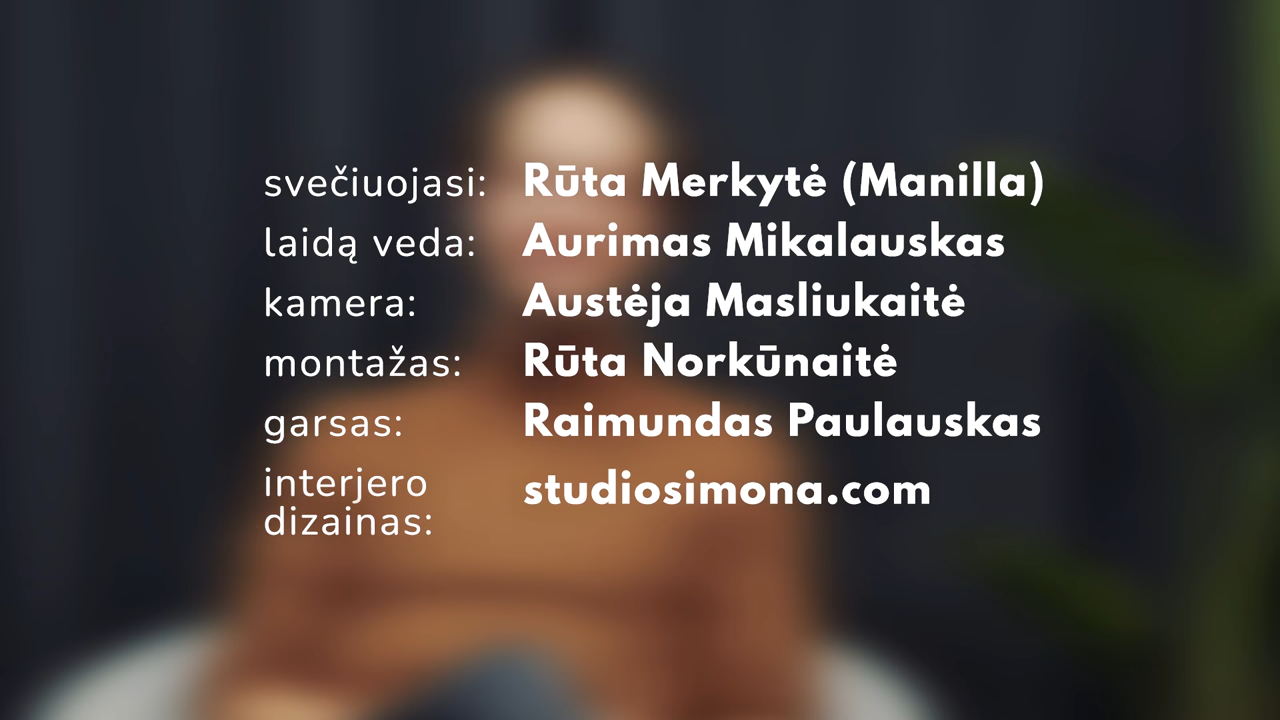 svečiuojasi: Rūta Merkytė (Manilla)
laidą veda: Aurimas Mikalauskas
kamera: Austėja Masliukaitė
montažas: Rūta Norkūnaitė
garsas: Raimundas Paulauskas
interjero dizainas: studiosimona.com